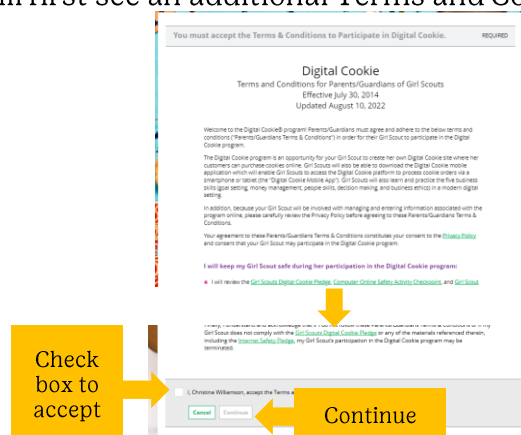 first see an additional Terms and
You must accept the Terms & Conditions to Participate in Digital Cookie. REQUIRED
Digital Cookie
Terms and Conditions for Parents/Guardians of Girl Scouts
Effective July 30, 2014
Updated August 10, 2022
Welcome to the Digital Cookie® program! Parents/Guardians must agree and adhere to the below terms and
conditions ("Parents/Guardians Terms & Conditions") in order for their Girl Scout to participate in the Digital
Cookie program.
The Digital Cookie program is an opportunity for your Girl Scout to create her own Digital Cookie site where her
customers can purchase cookies online. Girl Scouts will also be able to download the Digital Cookie mobile
application which will enable Girl Scouts to access the Digital Cookie platform to process cookie orders via a
smartphone or tablet (the "Digital Cookie Mobile App"). Girl Scouts will also learn and practice the five business
skills (goal setting, money management, people skills, decision making, and business ethics) in a modern digital
setting.
In addition, because your Girl Scout will be involved with managing and entering information associated with the
program online, please carefully review the Privacy Policy before agreeing to these Parents/Guardians Terms &
Conditions.
Your agreement to these Parents/Guardians Terms & Conditions constitutes your consent to the Privacy Policy
and consent that your Girl Scout may participate in the Digital Cookie program.
I will keep my Girl Scout safe during her participation in the Digital Cookie program:
I will review the Girl Scouts Digital Cookie Pledge, Computer Online Safety Activity Checkpoint, and Girl Scout
Girl Scout does not comply with the Girl Scouts Digital Cookie Pledge or any of the materials referenced therein,
including the Internet Safety Pledge, my Girl Scout's participation in the Digital Cookie program may be
terminated.
Check
box to
accept
I, Christine Williamson, accept the Terms
Cancel Continue
Continue